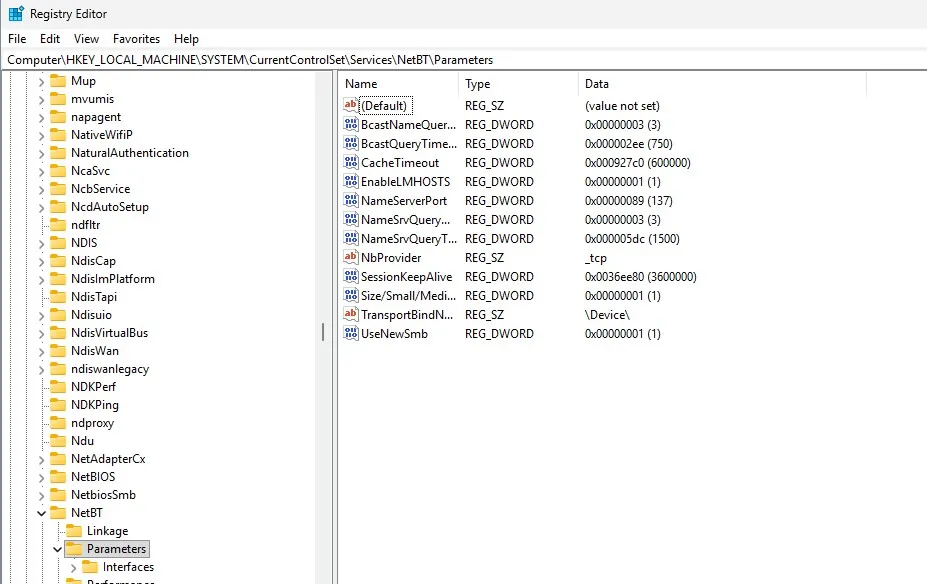 Registry Editor
File Edit View Favorites Help
Computer\HKEY_LOCAL_MACHINE\SYSTEM\CurrentControlSet\Services\NetBT\Parameters
Mup
mvumis
napagent
NativeWifiP
NaturalAuthentication
NcaSvc
NcbService
NcdAutoSetup
ndfltr
NDIS
NdisCap
NdisImPlatform
NdisTapi
Ndisuio
NdisVirtualBus
NdisWan
ndiswanlegacy
NDKPerf
NDKPing
ndproxy
Ndu
NetAdapterCx
NetBIOS
NetbiosSmb
NetBT
Linkage
Parameters
Interfaces
Performance
Name Type Data
(Default) REG_SZ (value not set)
BcastNameQuer... REG_DWORD 0x00000003 (3)
BcastQueryTime... REG_DWORD 0x000002ee (750)
CacheTimeout REG_DWORD 0x000927c0 (600000)
EnableLMHOSTS REG_DWORD 0x00000001 (1)
NameServerPort REG_DWORD 0x00000089 (137)
NameSrvQuery... REG_DWORD 0x00000003 (3)
NameSrvQueryT... REG_DWORD 0x000005dc (1500)
NbProvider REG_SZ _tcp
SessionKeepAlive REG_DWORD 0x0036ee80 (3600000)
Size/Small/Medi... REG_DWORD 0x00000001 (1)
TransportBindN... REG_SZ \Device\
UseNewSmb REG_DWORD 0x00000001 (1)